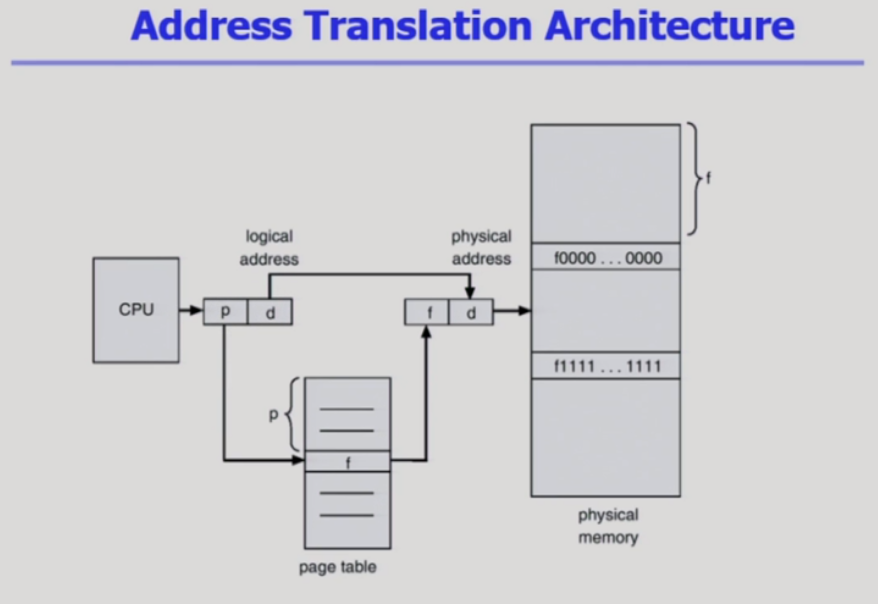 Address Translation Architecture
logical
address
physical
address
CPU
p
d
f
d
f
f0000 . . . 0000
f1111 . . . 1111
p
f
page table
physical
memory